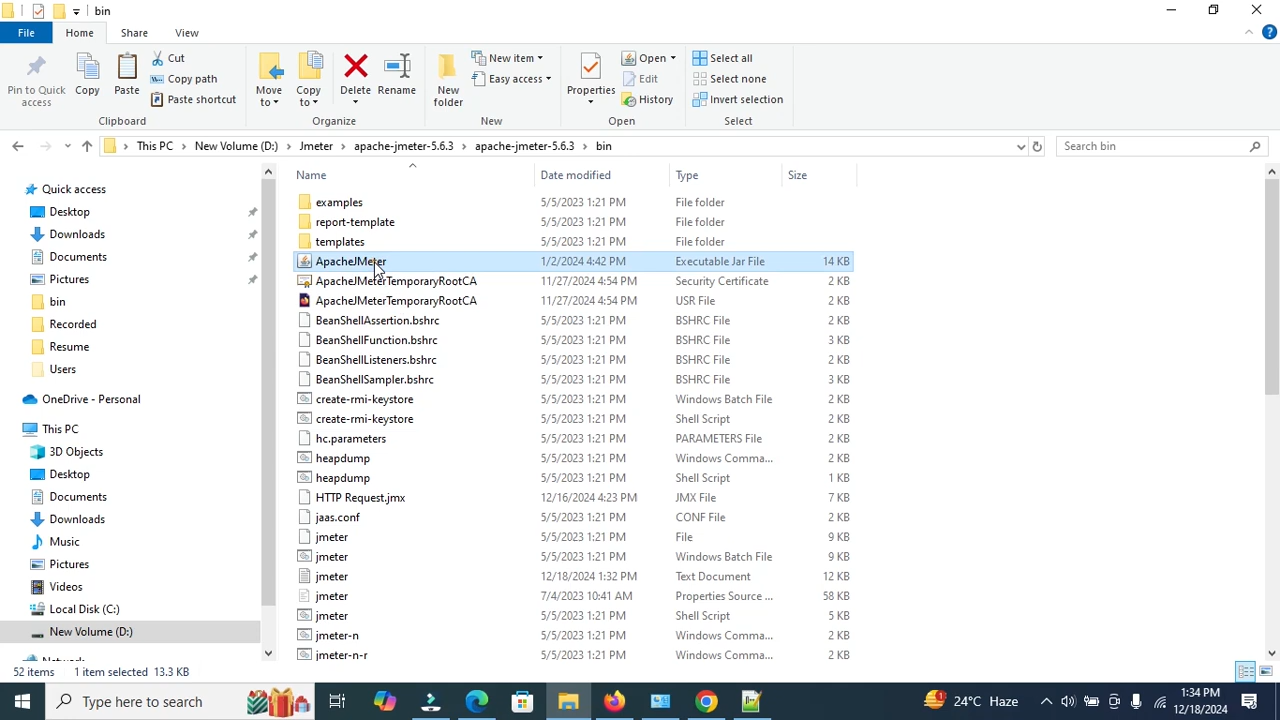 bin
File Home Share View
Pin to Quick access
Copy
Paste
Cut
Copy path
Paste shortcut
Move to
Copy to
Delete
Rename
New folder
New item
Easy access
Properties
Open
Edit
History
Select all
Select none
Invert selection
Clipboard Organize New Open Select
This PC New Volume (D:) Jmeter apache-jmeter-5.6.3 apache-jmeter-5.6.3 bin Search bin
Quick access
Desktop
Downloads
Documents
Pictures
bin
Recorded
Resume
Users
OneDrive - Personal
This PC
3D Objects
Desktop
Documents
Downloads
Music
Pictures
Videos
Local Disk (C:)
New Volume (D:)
Network
Name Date modified Type Size
examples 5/5/2023 1:21 PM File folder
report-template 5/5/2023 1:21 PM File folder
templates 5/5/2023 1:21 PM File folder
ApacheJMeter 1/2/2024 4:42 PM Executable Jar File 14 KB
ApacheJMeterTemporaryRootCA 11/27/2024 4:54 PM Security Certificate 2 KB
ApacheJMeterTemporaryRootCA 11/27/2024 4:54 PM USR File 2 KB
BeanShellAssertion.bshrc 5/5/2023 1:21 PM BSHRC File 2 KB
BeanShellFunction.bshrc 5/5/2023 1:21 PM BSHRC File 3 KB
BeanShellListeners.bshrc 5/5/2023 1:21 PM BSHRC File 2 KB
BeanShellSampler.bshrc 5/5/2023 1:21 PM BSHRC File 3 KB
create-rmi-keystore 5/5/2023 1:21 PM Windows Batch File 2 KB
create-rmi-keystore 5/5/2023 1:21 PM Shell Script 2 KB
hc.parameters 5/5/2023 1:21 PM PARAMETERS File 2 KB
heapdump 5/5/2023 1:21 PM Windows Comma... 2 KB
heapdump 5/5/2023 1:21 PM Shell Script 1 KB
HTTP Request.jmx 12/16/2024 4:23 PM JMX File 7 KB
jaas.conf 5/5/2023 1:21 PM CONF File 2 KB
jmeter 5/5/2023 1:21 PM File 9 KB
jmeter 5/5/2023 1:21 PM Windows Batch File 9 KB
jmeter 12/18/2024 1:32 PM Text Document 12 KB
jmeter 7/4/2023 10:41 AM Properties Source ... 58 KB
jmeter 5/5/2023 1:21 PM Shell Script 5 KB
jmeter-n 5/5/2023 1:21 PM Windows Comma... 2 KB
jmeter-n-r 5/5/2023 1:21 PM Windows Comma... 2 KB
52 items 1 item selected 13.3 KB
Type here to search
24°C Haze
1:34 PM
12/18/2024